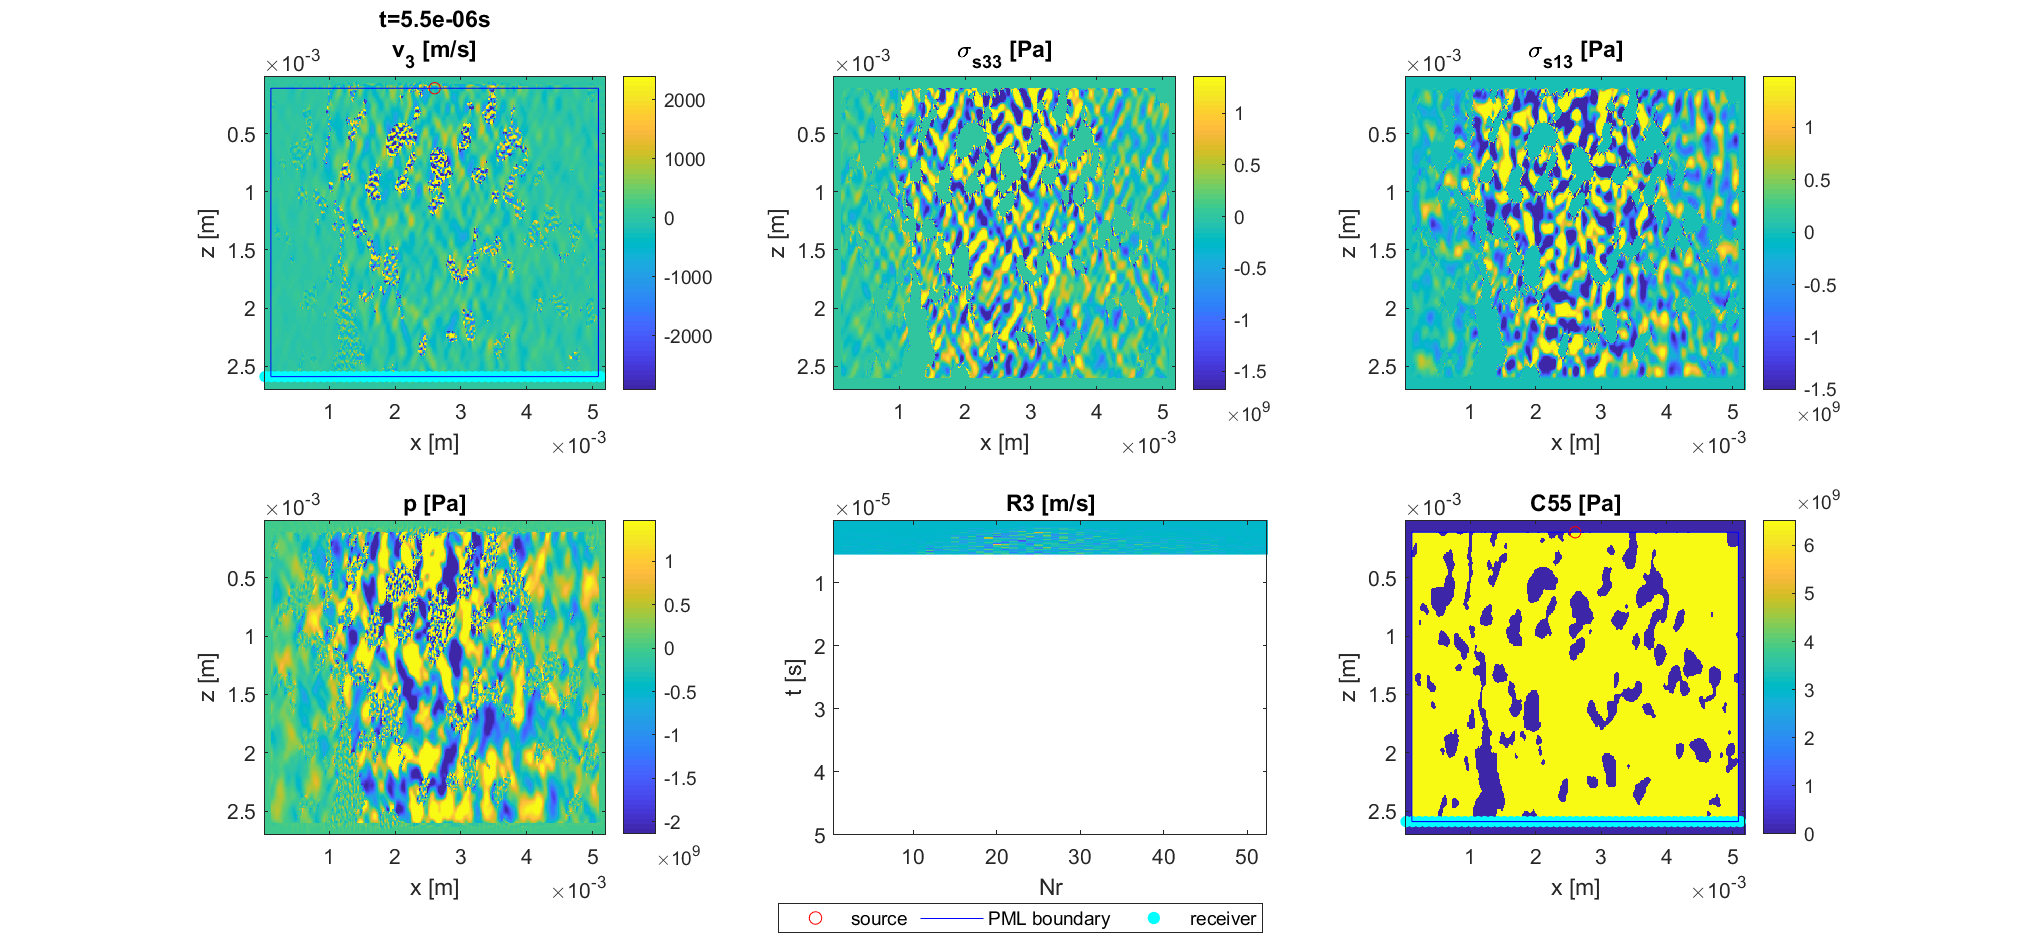 t=5.5e-06s
v3 [m/s]
×10-3
0.5
1
1.5
2
2.5
z [m]
1 2 3 4 5
x [m]
×10-3
2000
1000
0
-1000
-2000
σs33 [Pa]
×10-3
0.5
1
1.5
2
2.5
z [m]
1 2 3 4 5
x [m]
×10-3
1
0.5
0
-0.5
-1
-1.5
×109
σs13 [Pa]
×10-3
0.5
1
1.5
2
2.5
z [m]
1 2 3 4 5
x [m]
×10-3
1
0.5
0
-0.5
-1
-1.5
×109
p [Pa]
×10-3
0.5
1
1.5
2
2.5
z [m]
1 2 3 4 5
x [m]
×10-3
1
0.5
0
-0.5
-1
-1.5
-2
×109
R3 [m/s]
×10-5
1
2
3
4
5
t [s]
10 20 30 40 50
Nr
C55 [Pa]
×10-3
0.5
1
1.5
2
2.5
z [m]
1 2 3 4 5
x [m]
×10-3
×109
6
5
4
3
2
1
0
source PML boundary receiver